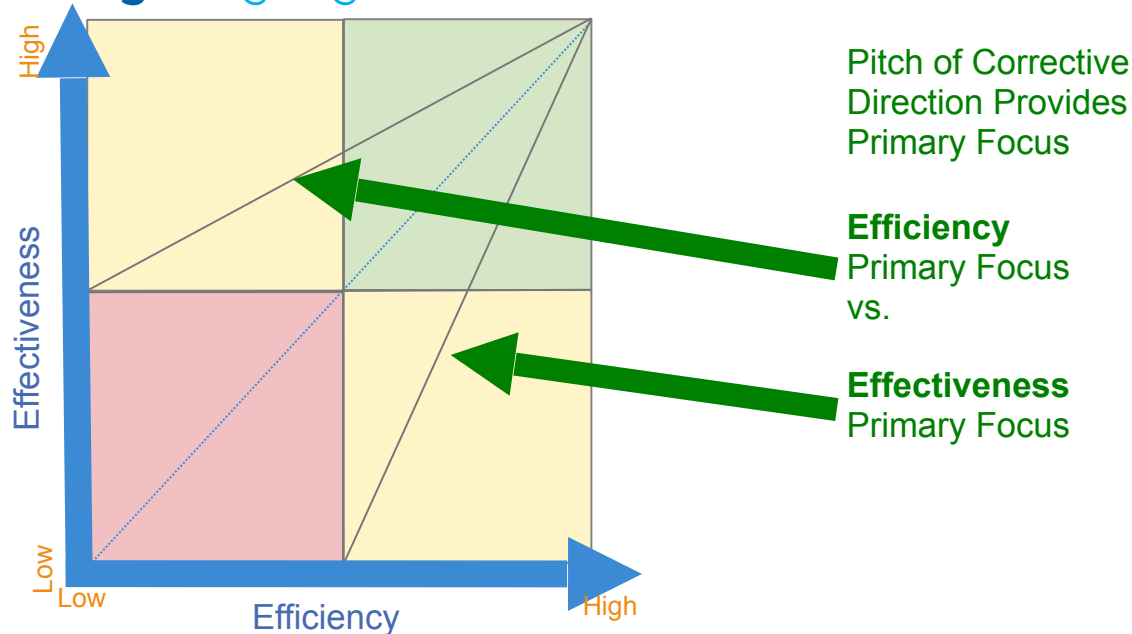 High
Effectiveness
Low
Low
Efficiency
High
Pitch of Corrective
Direction Provides
Primary Focus
Efficiency
Primary Focus
vs.
Effectiveness
Primary Focus